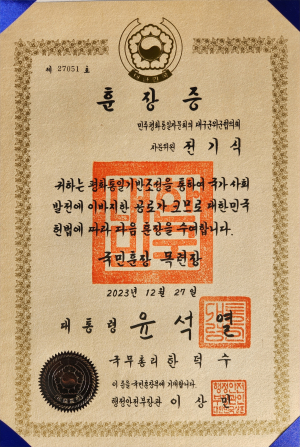 제 27051 호
훈장증
민주평화통일자문회의 대구군위군협의회
자문위원 전기식
귀하는 평화통일기반조성을 통하여 국가 사회
발전에 이바지한 공로가 크므로 대한민국
헌법에 따라 다음 훈장을 수여합니다.
국민훈장 목련장
2023년 12월 27일
대통령 윤석열
국무총리 한덕수
이 증을 국민훈장부에 기재합니다.
행정안전부장관 이상민